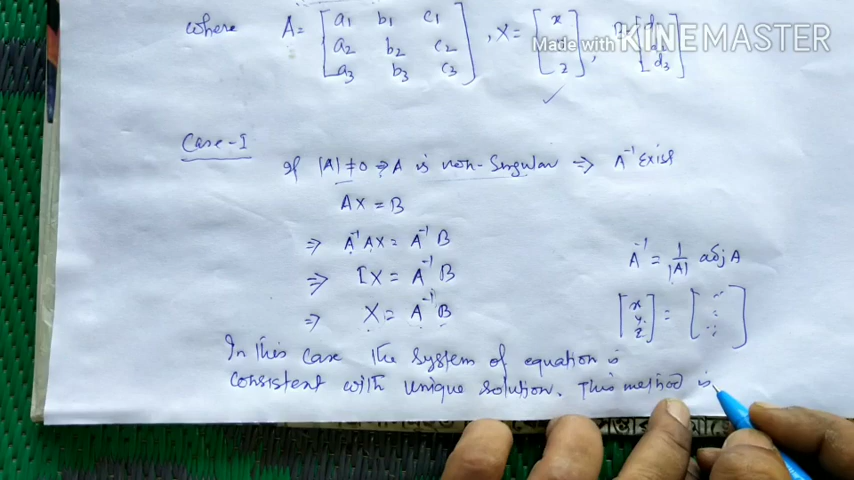 where A = [a1 b1 c1
a2 b2 c2
a3 b3 c3] , X = [x
z] , [d
d3]
Made with KINEMASTER
Case-I
If |A| ≠ 0 ⇒ A is non-Singular ⇒ A⁻¹ Exist
AX = B
⇒ A⁻¹AX = A⁻¹B
A⁻¹ = 1/|A| adj A
⇒ IX = A⁻¹B
⇒ X = A⁻¹B
[x
y
z] = [ ]
In this case the system of equation is
consistent with unique solution. This method is